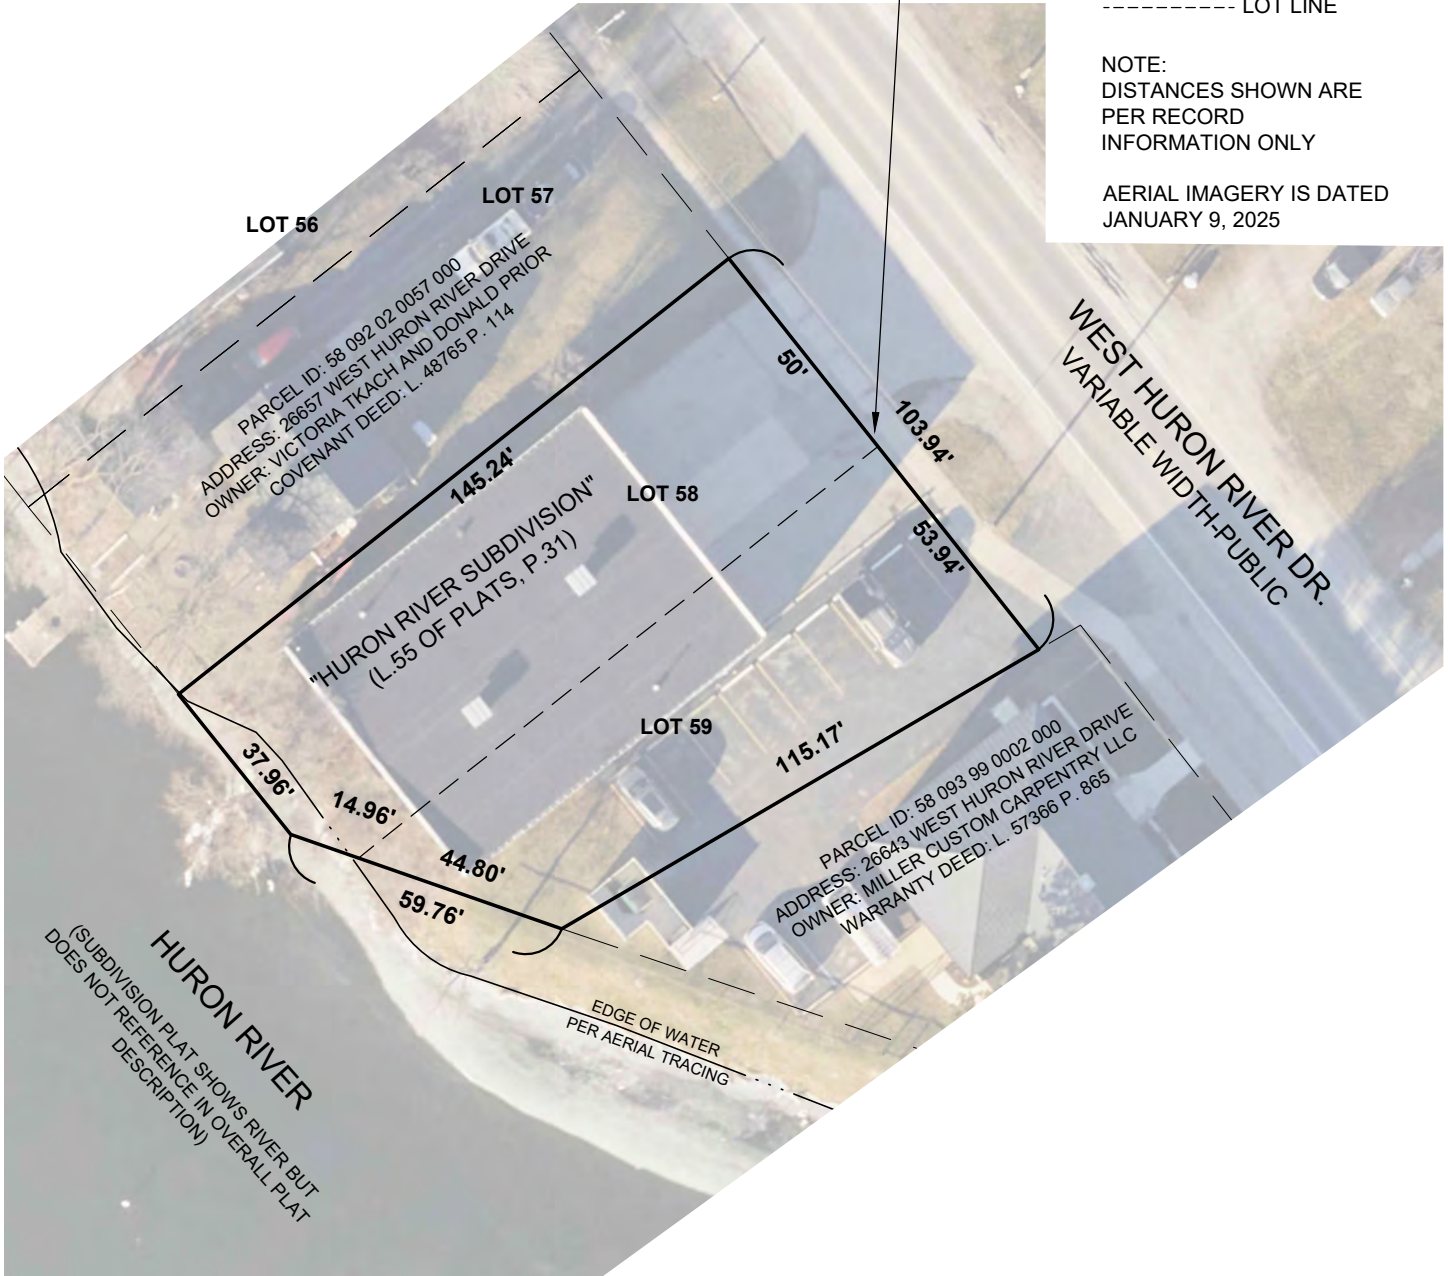 ---------- LOT LINE
NOTE:
DISTANCES SHOWN ARE
PER RECORD
INFORMATION ONLY
AERIAL IMAGERY IS DATED
JANUARY 9, 2025
LOT 56
LOT 57
PARCEL ID: 58 092 02 0057 000
ADDRESS: 26657 WEST HURON RIVER DRIVE
OWNER: VICTORIA TKACH AND DONALD PRIOR
COVENANT DEED: L. 48765 P. 114
WEST HURON RIVER DR.
VARIABLE WIDTH-PUBLIC
50'
103.94'
53.94'
145.24'
LOT 58
"HURON RIVER SUBDIVISION"
(L.55 OF PLATS, P.31)
LOT 59
115.17'
37.96'
14.96'
44.80'
59.76'
PARCEL ID: 58 093 99 0002 000
ADDRESS: 26643 WEST HURON RIVER DRIVE
OWNER: MILLER CUSTOM CARPENTRY LLC
WARRANTY DEED: L. 57366 P. 865
HURON RIVER
(SUBDIVISION PLAT SHOWS RIVER BUT
DOES NOT REFERENCE IN OVERALL PLAT
DESCRIPTION)
EDGE OF WATER
PER AERIAL TRACING